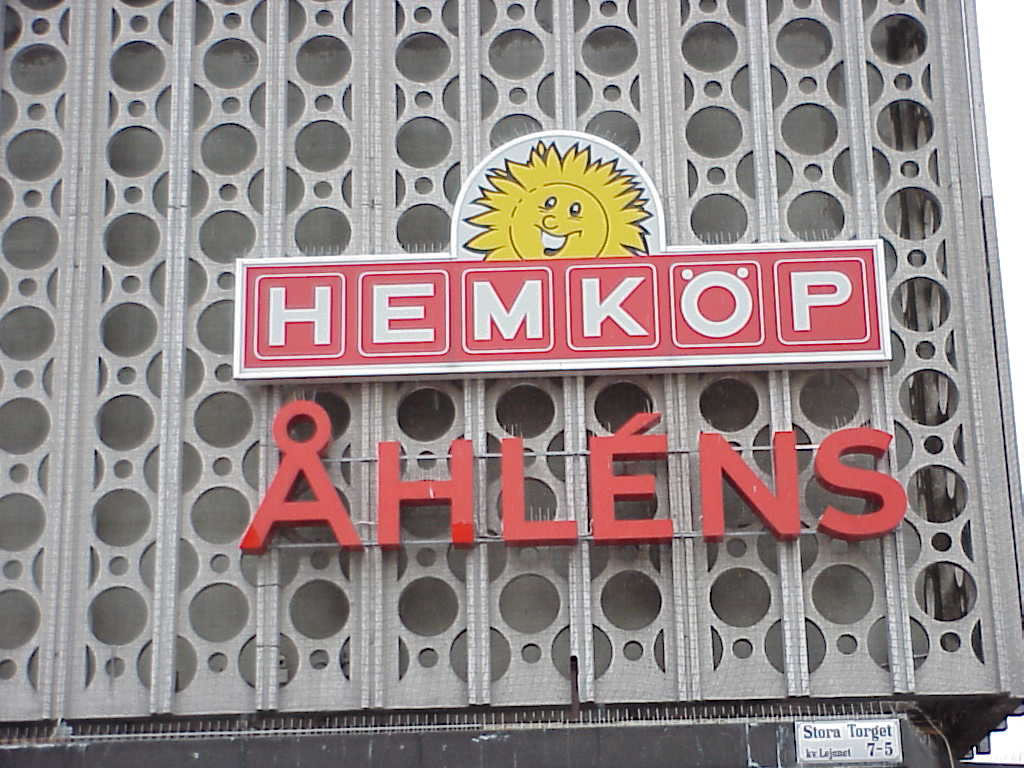 HEMKÖP
ÅHLÉNS
Stora Torget
kv Lejonet 7-5